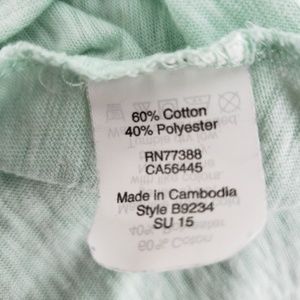 60% Cotton
40% Polyester
RN77388
CA56445
Made in Cambodia
Style B9234
SU 15